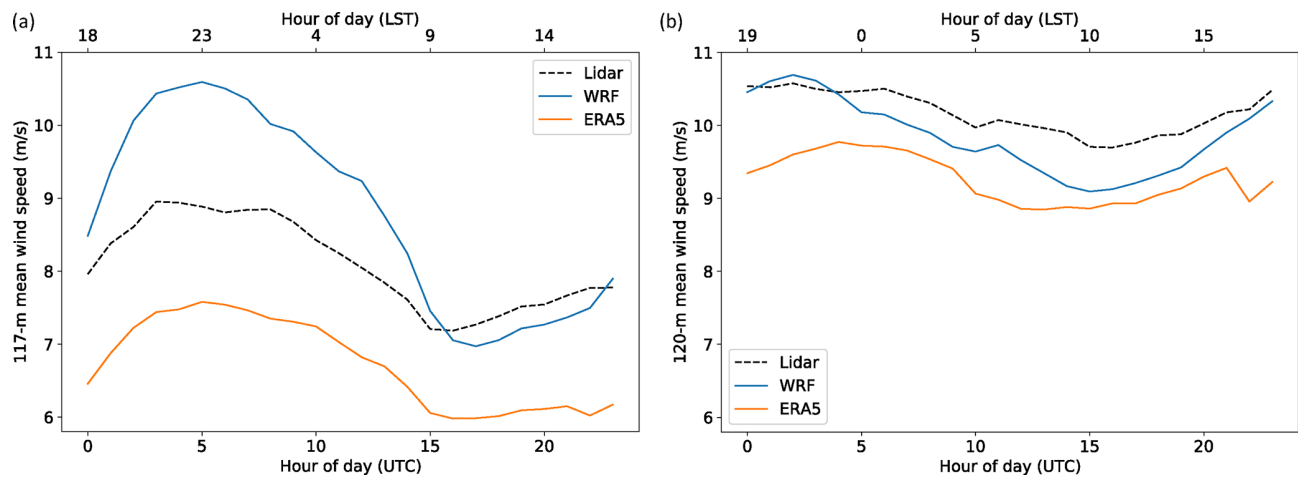 (a)
Hour of day (LST)
18 23 4 9 14
117-m mean wind speed (m/s)
11
10
9
8
7
6
Lidar
WRF
ERA5
0 5 10 15 20
Hour of day (UTC)
(b)
Hour of day (LST)
19 0 5 10 15
120-m mean wind speed (m/s)
11
10
9
8
7
6
Lidar
WRF
ERA5
0 5 10 15 20
Hour of day (UTC)